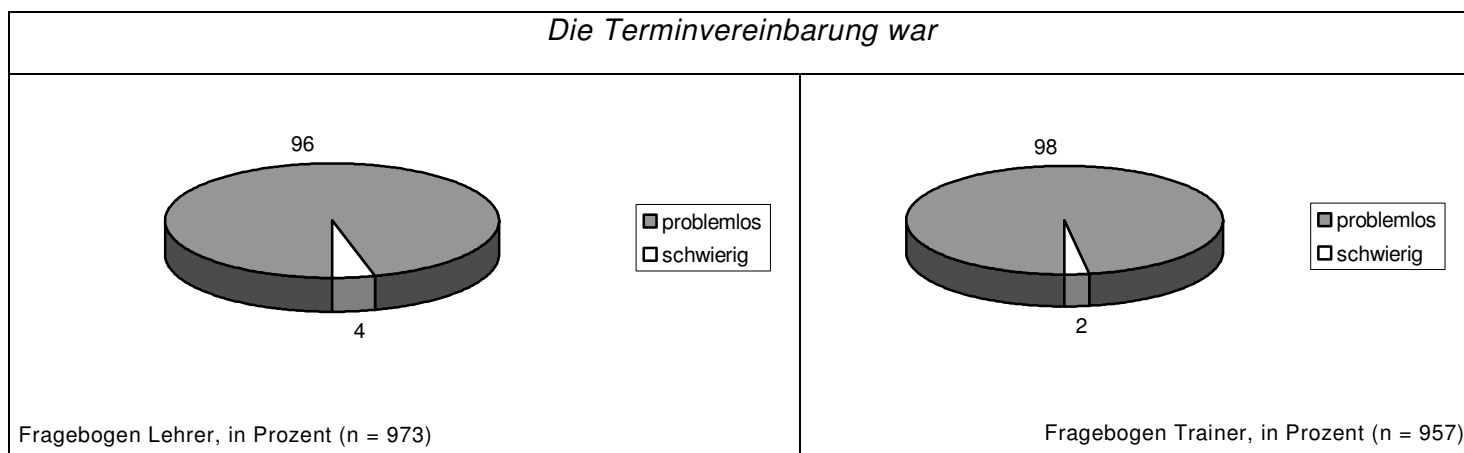 Die Terminvereinbarung war
96
problemlos
schwierig
4
Fragebogen Lehrer, in Prozent (n = 973)
98
problemlos
schwierig
2
Fragebogen Trainer, in Prozent (n = 957)